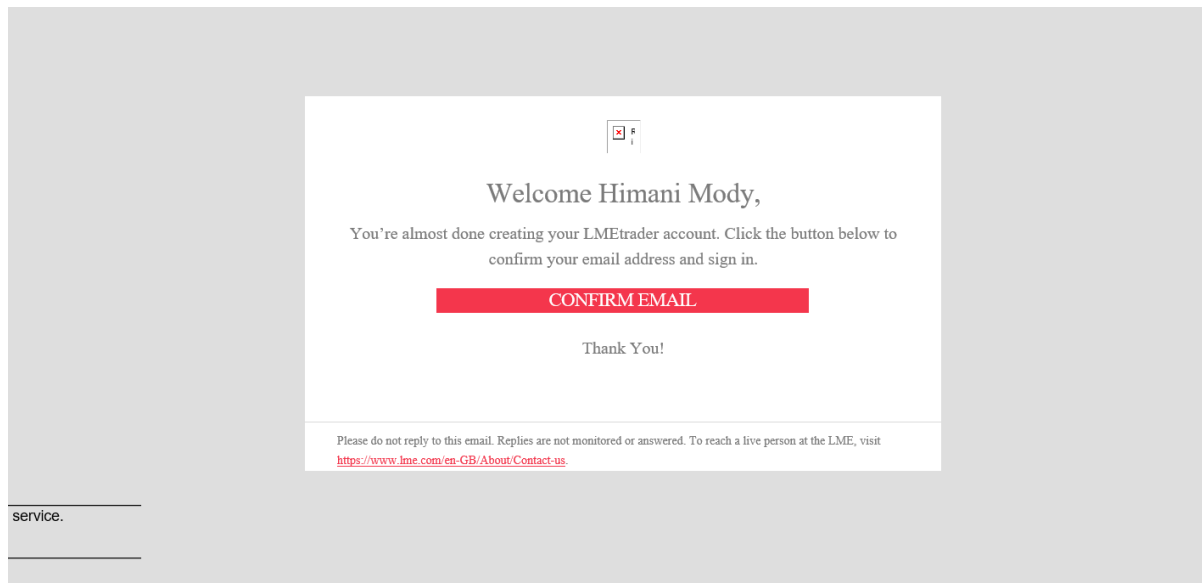 Welcome Himani Mody,
You’re almost done creating your LMEtrader account. Click the button below to
confirm your email address and sign in.
CONFIRM EMAIL
Thank You!
Please do not reply to this email. Replies are not monitored or answered. To reach a live person at the LME, visit
https://www.lme.com/en-GB/About/Contact-us.
service.